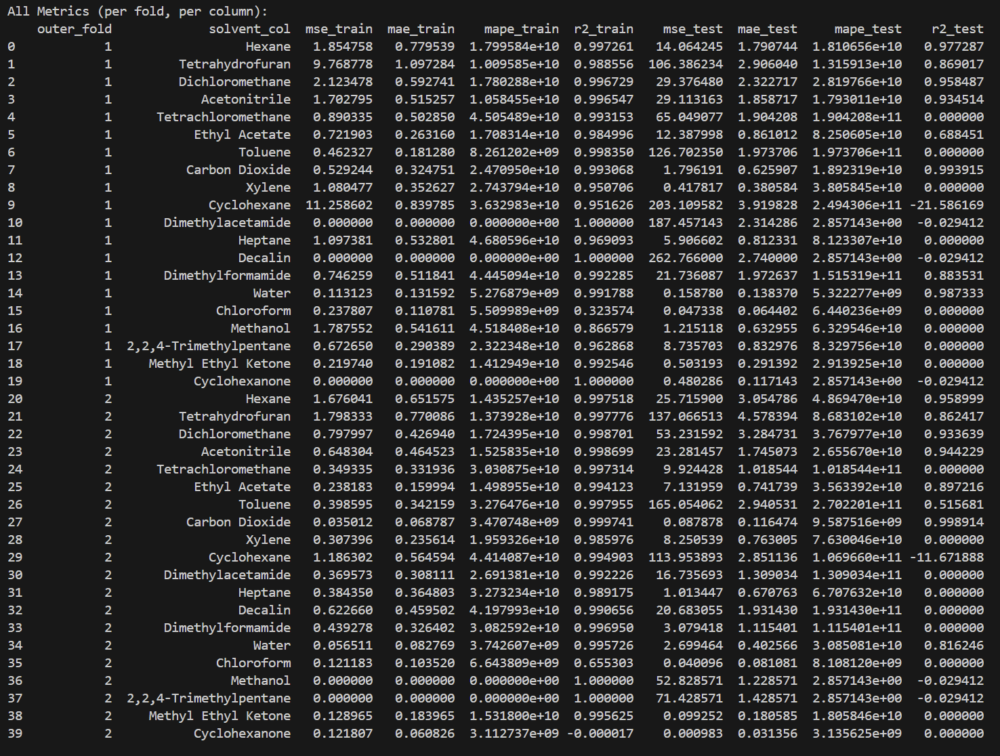 All Metrics (per fold, per column):
    outer_fold             solvent_col  mse_train  mae_train    mape_train  r2_train    mse_test  mae_test     mape_test    r2_test
0            1                  Hexane   1.854758   0.779539  1.799584e+10  0.997261   14.064245  1.790744  1.810656e+10   0.977287
1            1         Tetrahydrofuran   9.768778   1.097284  1.009585e+10  0.988556  106.386234  2.906040  1.315913e+10   0.869017
2            1         Dichloromethane   2.123478   0.592741  1.780288e+10  0.996729   29.376480  2.322717  2.819766e+10   0.958487
3            1            Acetonitrile   1.702795   0.515257  1.058455e+10  0.996547   29.113163  1.858717  1.793011e+10   0.934514
4            1      Tetrachloromethane   0.890335   0.502850  4.505489e+10  0.993153   65.049077  1.904208  1.904208e+11   0.000000
5            1           Ethyl Acetate   0.721903   0.263160  1.708314e+10  0.984996   12.387998  0.861012  8.250605e+10   0.688451
6            1                 Toluene   0.462327   0.181280  8.261202e+09  0.998350  126.702350  1.973706  1.973706e+11   0.000000
7            1          Carbon Dioxide   0.529244   0.324751  2.470950e+10  0.993068    1.796191  0.625907  1.892319e+10   0.993915
8            1                  Xylene   1.080477   0.352627  2.743794e+10  0.950706    0.417817  0.380584  3.805845e+10   0.000000
9            1             Cyclohexane  11.258602   0.839785  3.632983e+10  0.951626  203.109582  3.919828  2.494306e+11 -21.586169
10           1       Dimethylacetamide   0.000000   0.000000  0.000000e+00  1.000000  187.457143  2.314286  2.857143e+00  -0.029412
11           1                 Heptane   1.097381   0.532801  4.680596e+10  0.969093    5.906602  0.812331  8.123307e+10   0.000000
12           1                 Decalin   0.000000   0.000000  0.000000e+00  1.000000  262.766000  2.740000  2.857143e+00  -0.029412
13           1       Dimethylformamide   0.746259   0.511841  4.445094e+10  0.992285   21.736087  1.972637  1.515319e+11   0.883531
14           1                   Water   0.113123   0.131592  5.276879e+09  0.991788    0.158780  0.138370  5.322277e+09   0.987333
15           1              Chloroform   0.237807   0.110781  5.509989e+09  0.323574    0.047338  0.064402  6.440236e+09   0.000000
16           1                Methanol   1.787552   0.541611  4.518408e+10  0.866579    1.215118  0.632955  6.329546e+10   0.000000
17           1  2,2,4-Trimethylpentane   0.672650   0.290389  2.322348e+10  0.962868    8.735703  0.832976  8.329756e+10   0.000000
18           1     Methyl Ethyl Ketone   0.219740   0.191082  1.412949e+10  0.992546    0.503193  0.291392  2.913925e+10   0.000000
19           1           Cyclohexanone   0.000000   0.000000  0.000000e+00  1.000000    0.480286  0.117143  2.857143e+00  -0.029412
20           2                  Hexane   1.676041   0.651575  1.435257e+10  0.997518   25.715900  3.054786  4.869470e+10   0.958999
21           2         Tetrahydrofuran   1.798333   0.770086  1.373928e+10  0.997776  137.066513  4.578394  8.683102e+10   0.862417
22           2         Dichloromethane   0.797997   0.426940  1.724395e+10  0.998701   53.231592  3.284731  3.767977e+10   0.933639
23           2            Acetonitrile   0.648304   0.464523  1.525835e+10  0.998699   23.281457  1.745073  2.655670e+10   0.944229
24           2      Tetrachloromethane   0.349335   0.331936  3.030875e+10  0.997314    9.924428  1.018544  1.018544e+11   0.000000
25           2           Ethyl Acetate   0.238183   0.159994  1.498955e+10  0.994123    7.131959  0.741739  3.563392e+10   0.897216
26           2                 Toluene   0.398595   0.342159  3.276476e+10  0.997955  165.054062  2.940531  2.702201e+11   0.515681
27           2          Carbon Dioxide   0.035012   0.068787  3.470748e+09  0.999741    0.087878  0.116474  9.587516e+09   0.998914
28           2                  Xylene   0.307396   0.235614  1.959326e+10  0.985976    8.250539  0.763005  7.630046e+10   0.000000
29           2             Cyclohexane   1.186302   0.564594  4.414087e+10  0.994903  113.953893  2.851136  1.069660e+11 -11.671888
30           2       Dimethylacetamide   0.369573   0.308111  2.691381e+10  0.992226   16.735693  1.309034  1.309034e+11   0.000000
31           2                 Heptane   0.384350   0.364803  3.273234e+10  0.989175    1.013447  0.670763  6.707632e+10   0.000000
32           2                 Decalin   0.622660   0.459502  4.197993e+10  0.990656   20.683055  1.931430  1.931430e+11   0.000000
33           2       Dimethylformamide   0.439278   0.326402  3.082592e+10  0.996950    3.079418  1.115401  1.115401e+11   0.000000
34           2                   Water   0.056511   0.082769  3.742607e+09  0.995726    2.699464  0.402566  3.085081e+10   0.816246
35           2              Chloroform   0.121183   0.103520  6.643809e+09  0.655303    0.040096  0.081081  8.108120e+09   0.000000
36           2                Methanol   0.000000   0.000000  0.000000e+00  1.000000   52.828571  1.228571  2.857143e+00  -0.029412
37           2  2,2,4-Trimethylpentane   0.000000   0.000000  0.000000e+00  1.000000   71.428571  1.428571  2.857143e+00  -0.029412
38           2     Methyl Ethyl Ketone   0.128965   0.183965  1.531800e+10  0.995625    0.099252  0.180585  1.805846e+10   0.000000
39           2           Cyclohexanone   0.121807   0.060826  3.112737e+09 -0.000017    0.000983  0.031356  3.135625e+09   0.000000